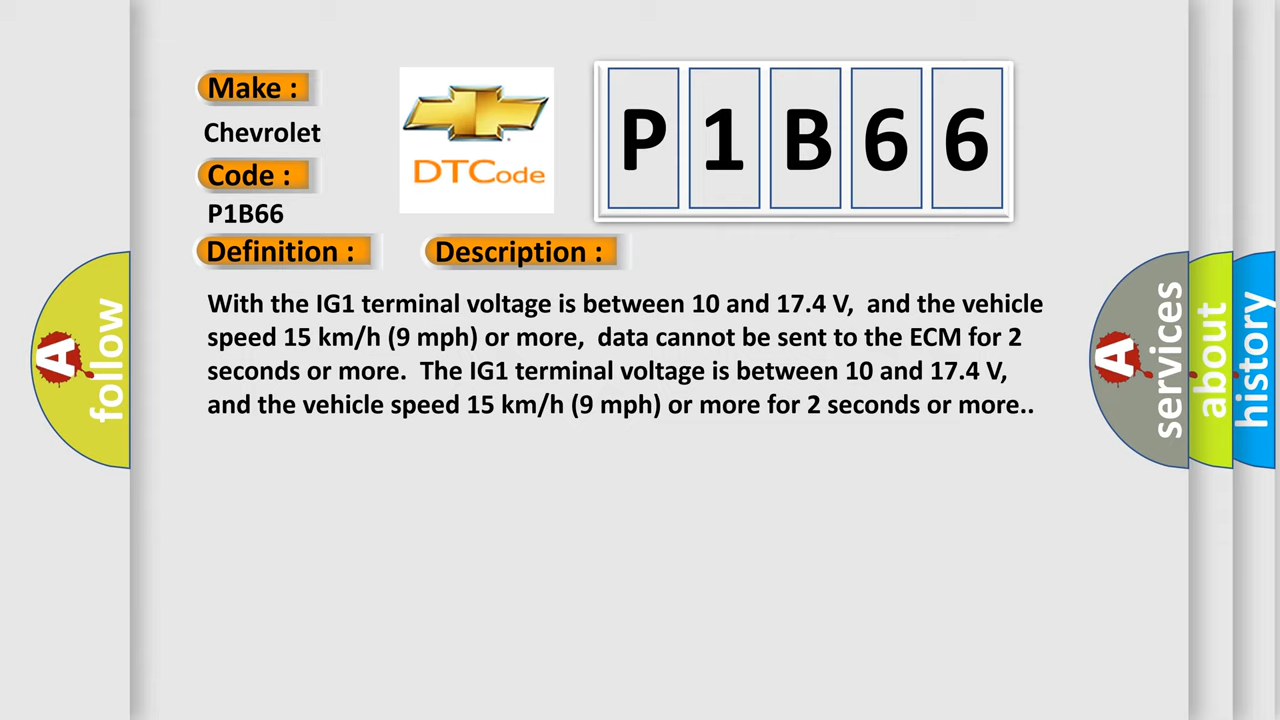 Make :
Chevrolet
Code :
P1B66
DTCode
P1B66
Definition :
Description :
With the IG1 terminal voltage is between 10 and 17.4 V, and the vehicle
speed 15 km/h (9 mph) or more, data cannot be sent to the ECM for 2
seconds or more. The IG1 terminal voltage is between 10 and 17.4 V,
and the vehicle speed 15 km/h (9 mph) or more for 2 seconds or more..
A
follow
A
services
about
history